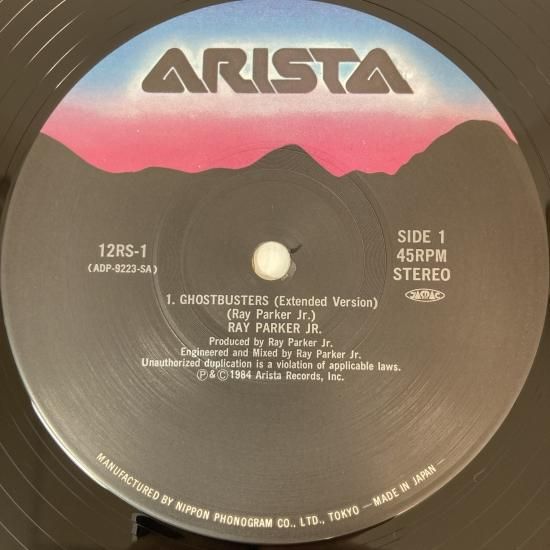 ARISTA
12RS-1
(ADP-9223-SA)
SIDE 1
45RPM
STEREO
JASRAC
1. GHOSTBUSTERS (Extended Version)
(Ray Parker Jr.)
RAY PARKER JR.
Produced by Ray Parker Jr.
Engineered and Mixed by Ray Parker Jr.
Unauthorized duplication is a violation of applicable laws.
Ⓟ&Ⓒ1984 Arista Records, Inc.
MANUFACTURED BY NIPPON PHONOGRAM CO., LTD., TOKYO —MADE IN JAPAN—